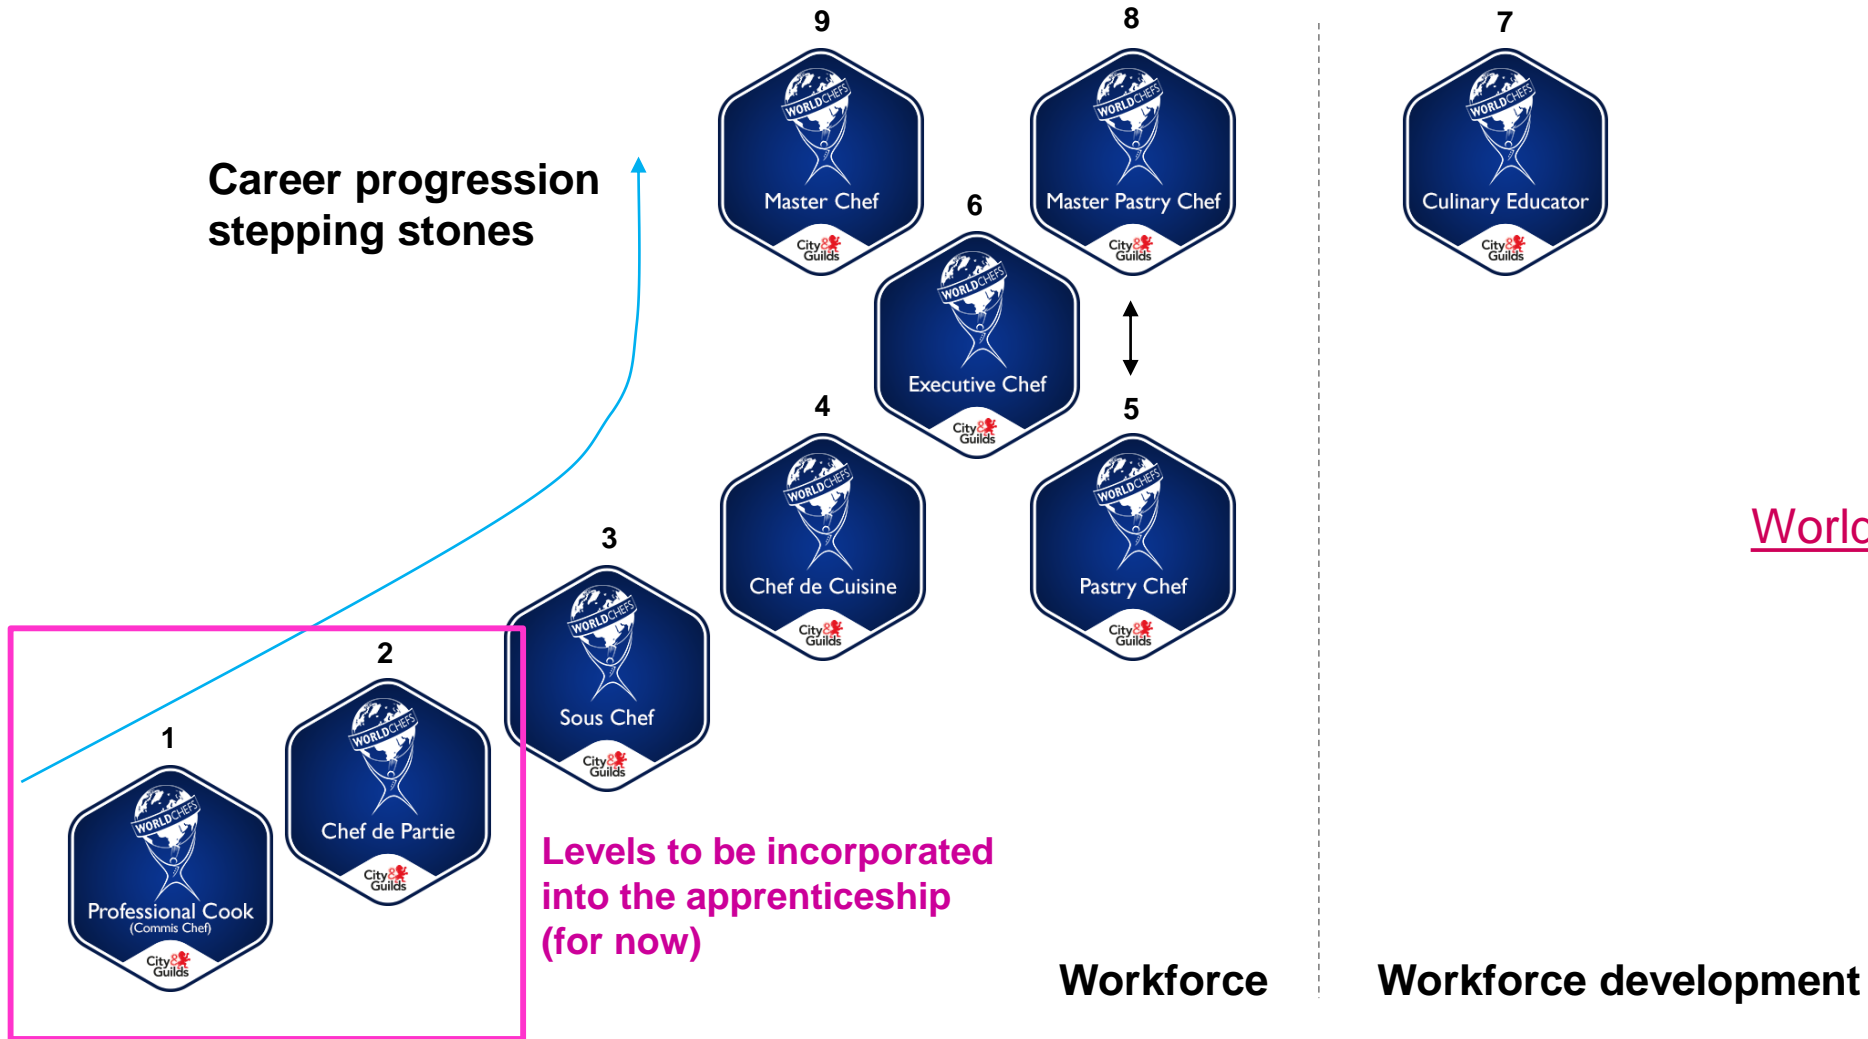 9
8
7
WORLDCHEFS
Master Chef
City&
Guilds
WORLDCHEFS
Master Pastry Chef
City&
Guilds
WORLDCHEFS
Culinary Educator
City&
Guilds
Career progression
stepping stones
6
WORLDCHEFS
Executive Chef
City&
Guilds
4
WORLDCHEFS
Chef de Cuisine
City&
Guilds
5
WORLDCHEFS
Pastry Chef
City&
Guilds
3
WORLDCHEFS
Sous Chef
City&
Guilds
2
WORLDCHEFS
Chef de Partie
City&
Guilds
1
WORLDCHEFS
Professional Cook
(Commis Chef)
City&
Guilds
Levels to be incorporated
into the apprenticeship
(for now)
Workforce
Workforce development